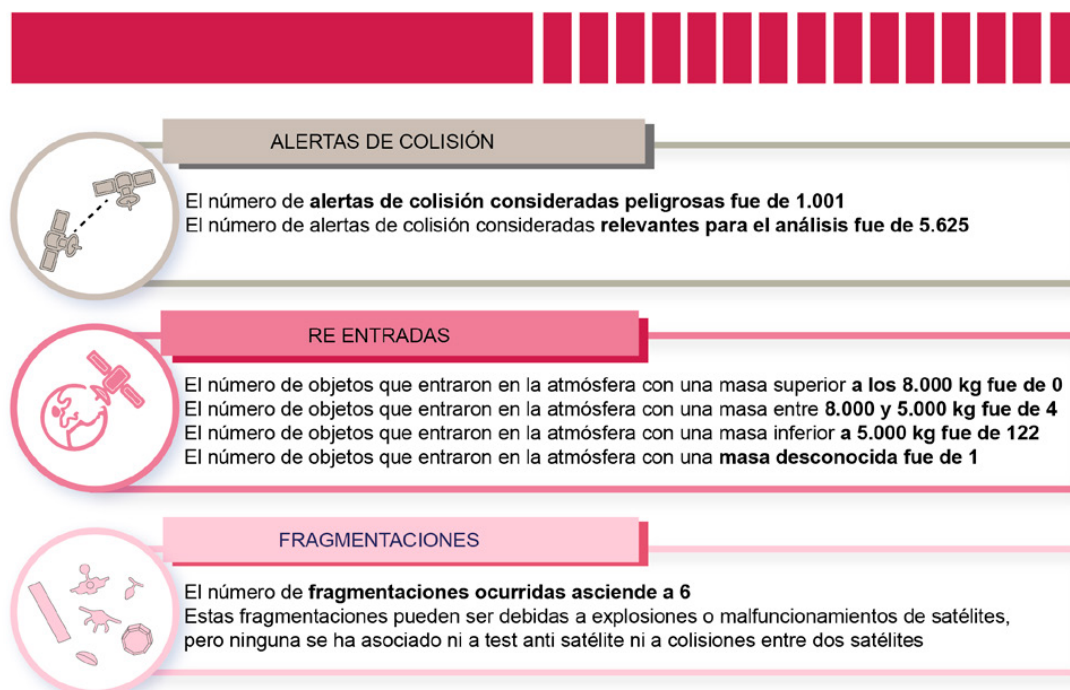 ALERTAS DE COLISIÓN
El número de alertas de colisión consideradas peligrosas fue de 1.001
El número de alertas de colisión consideradas relevantes para el análisis fue de 5.625
RE ENTRADAS
El número de objetos que entraron en la atmósfera con una masa superior a los 8.000 kg fue de 0
El número de objetos que entraron en la atmósfera con una masa entre 8.000 y 5.000 kg fue de 4
El número de objetos que entraron en la atmósfera con una masa inferior a 5.000 kg fue de 122
El número de objetos que entraron en la atmósfera con una masa desconocida fue de 1
FRAGMENTACIONES
El número de fragmentaciones ocurridas asciende a 6
Estas fragmentaciones pueden ser debidas a explosiones o malfuncionamientos de satélites,
pero ninguna se ha asociado ni a test anti satélite ni a colisiones entre dos satélites